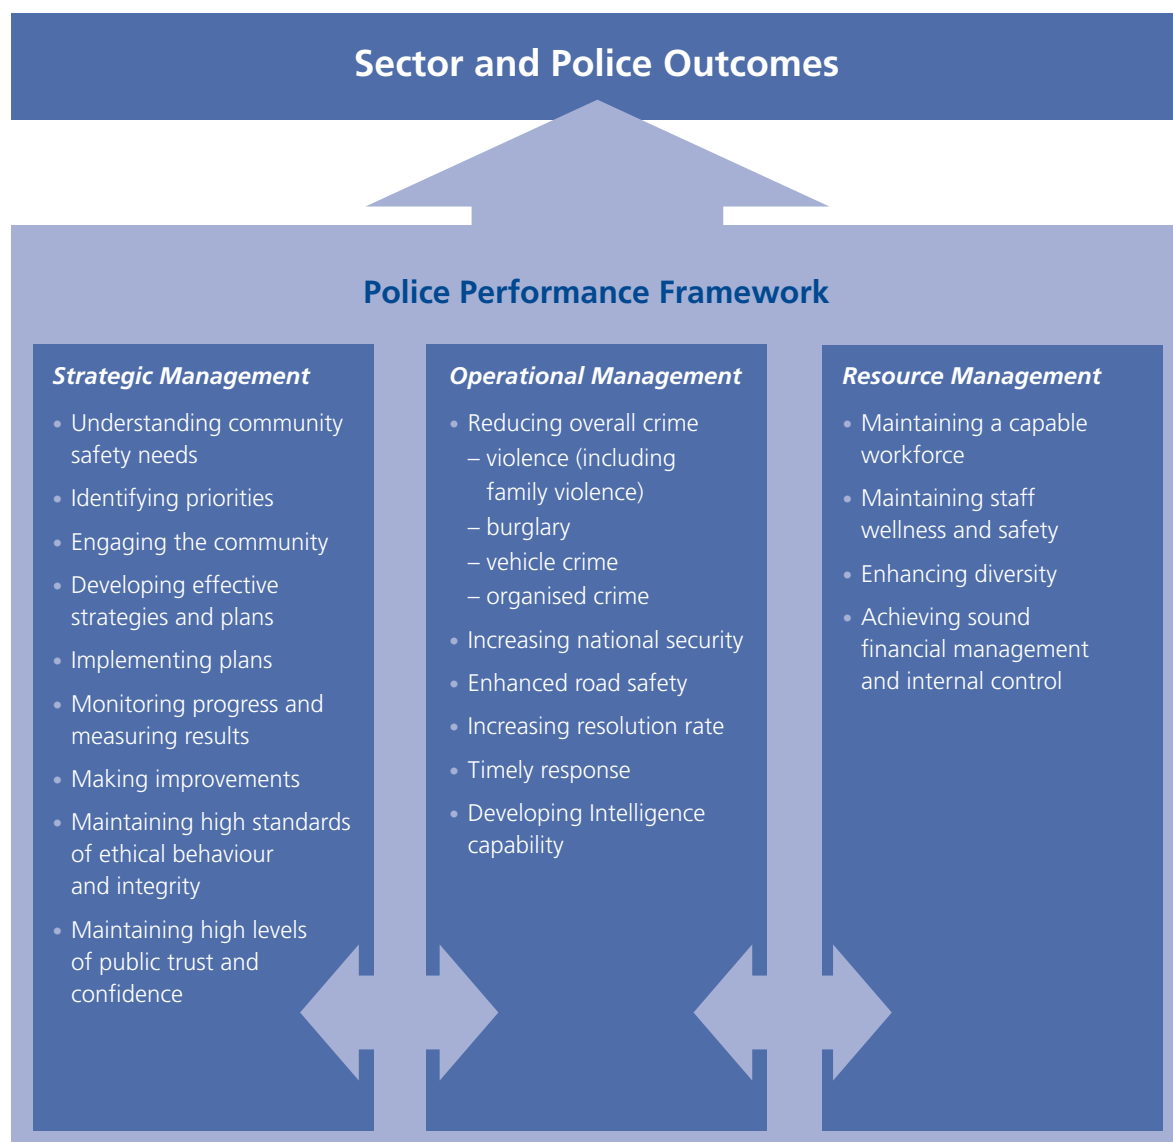 Sector and Police Outcomes
Police Performance Framework
Strategic Management
• Understanding community
safety needs
• Identifying priorities
• Engaging the community
• Developing effective
strategies and plans
• Implementing plans
• Monitoring progress and
measuring results
• Making improvements
• Maintaining high standards
of ethical behaviour
and integrity
• Maintaining high levels
of public trust and
confidence
Operational Management
• Reducing overall crime
– violence (including
family violence)
– burglary
– vehicle crime
– organised crime
• Increasing national security
• Enhanced road safety
• Increasing resolution rate
• Timely response
• Developing Intelligence
capability
Resource Management
• Maintaining a capable
workforce
• Maintaining staff
wellness and safety
• Enhancing diversity
• Achieving sound
financial management
and internal control